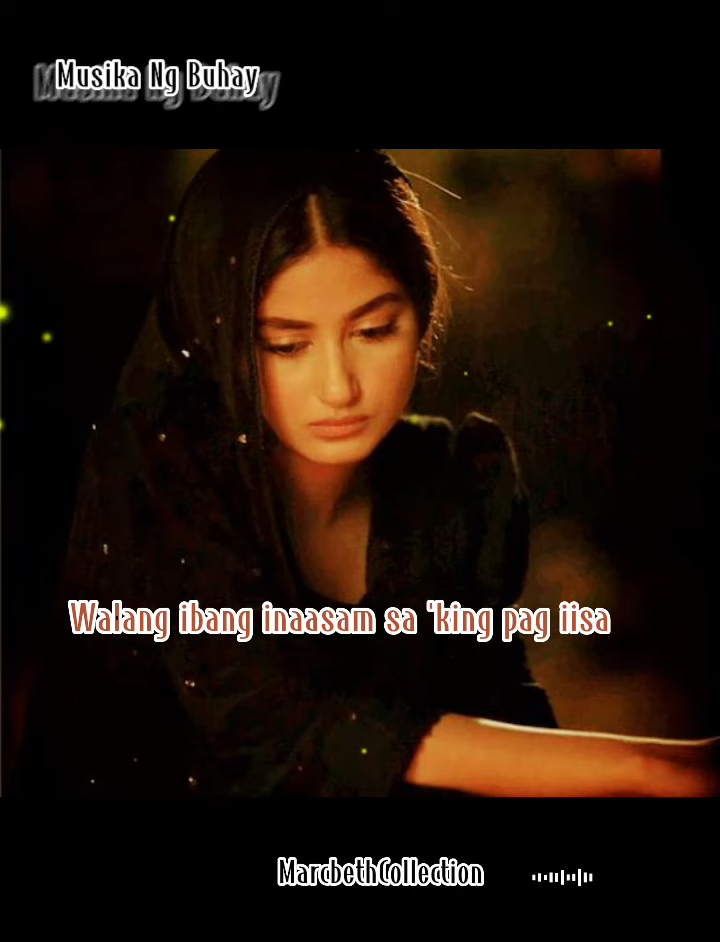 Musika Ng Buhay
Walang ibang inaasam sa 'king pag iisa
MarcbethCollection